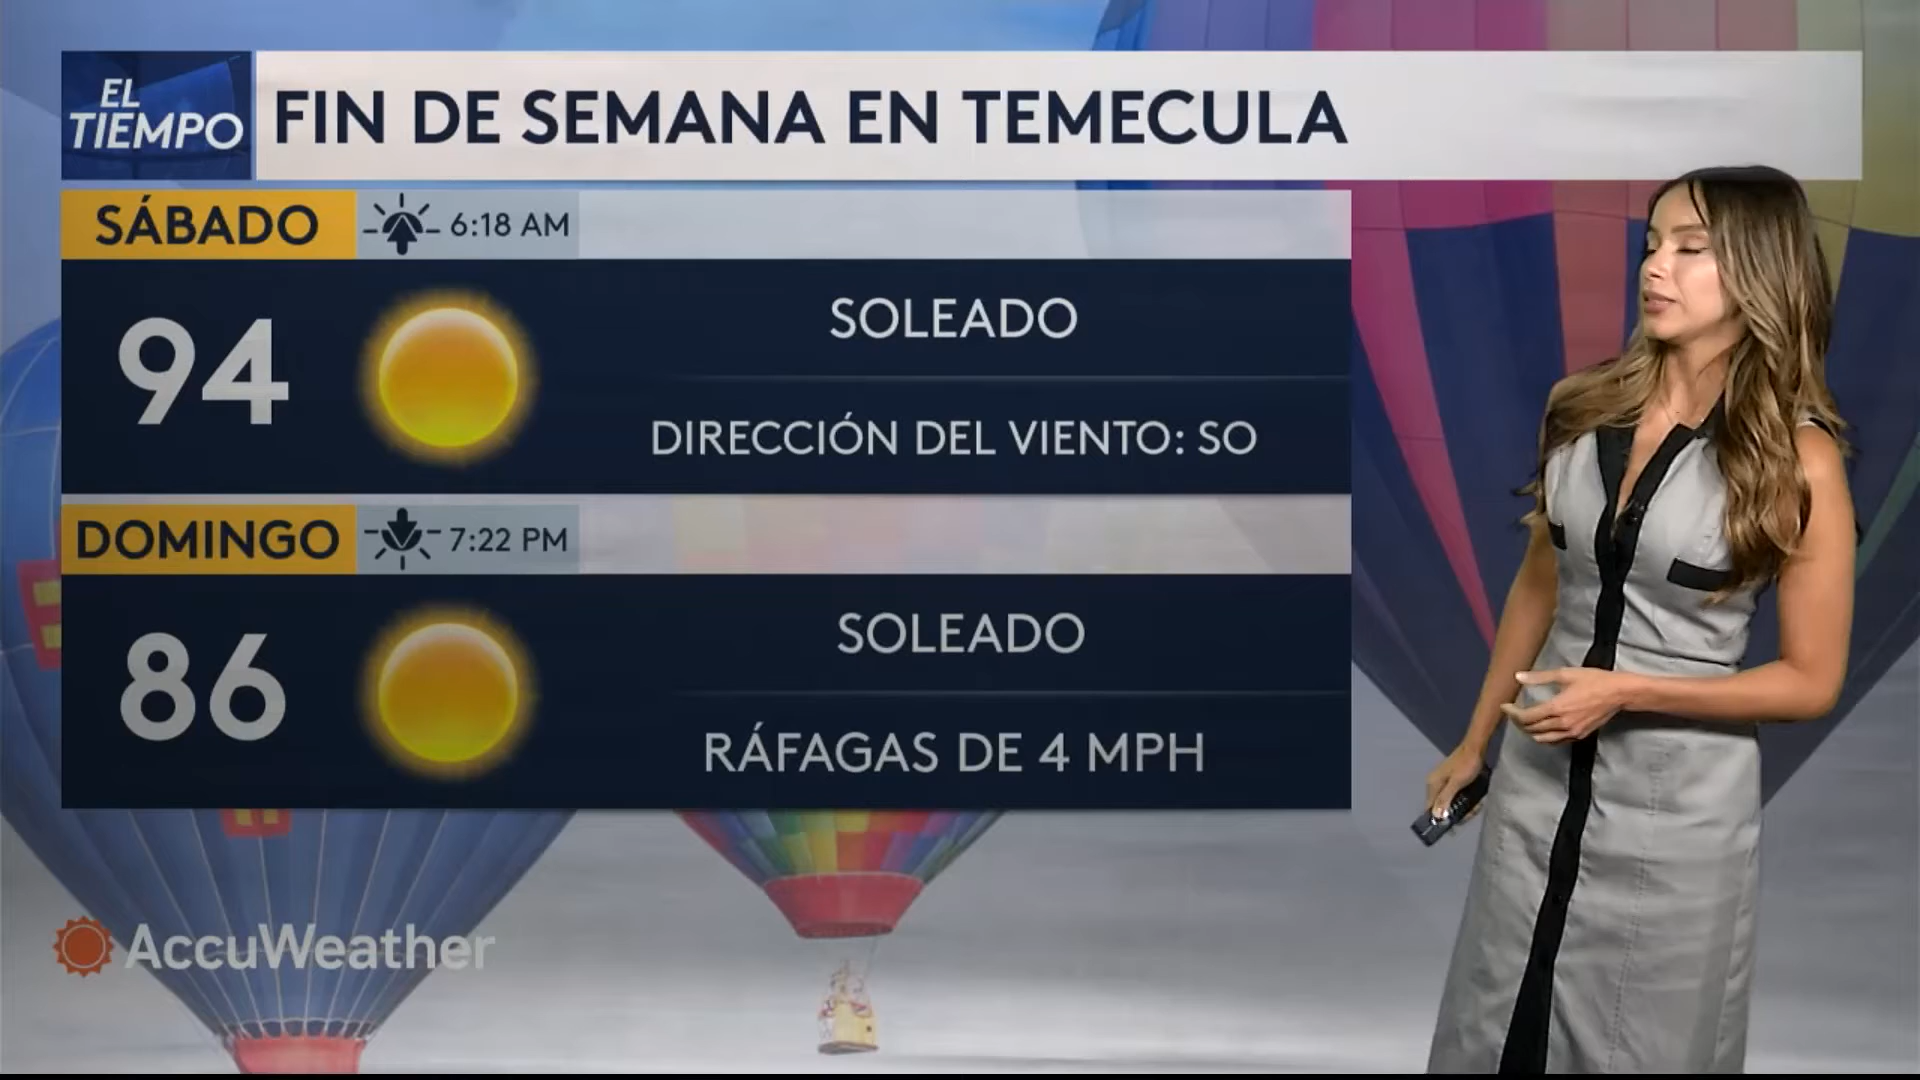 EL
TIEMPO
FIN DE SEMANA EN TEMECULA
SÁBADO
6:18 AM
94
SOLEADO
DIRECCIÓN DEL VIENTO: SO
DOMINGO
7:22 PM
86
SOLEADO
RÁFAGAS DE 4 MPH
AccuWeather